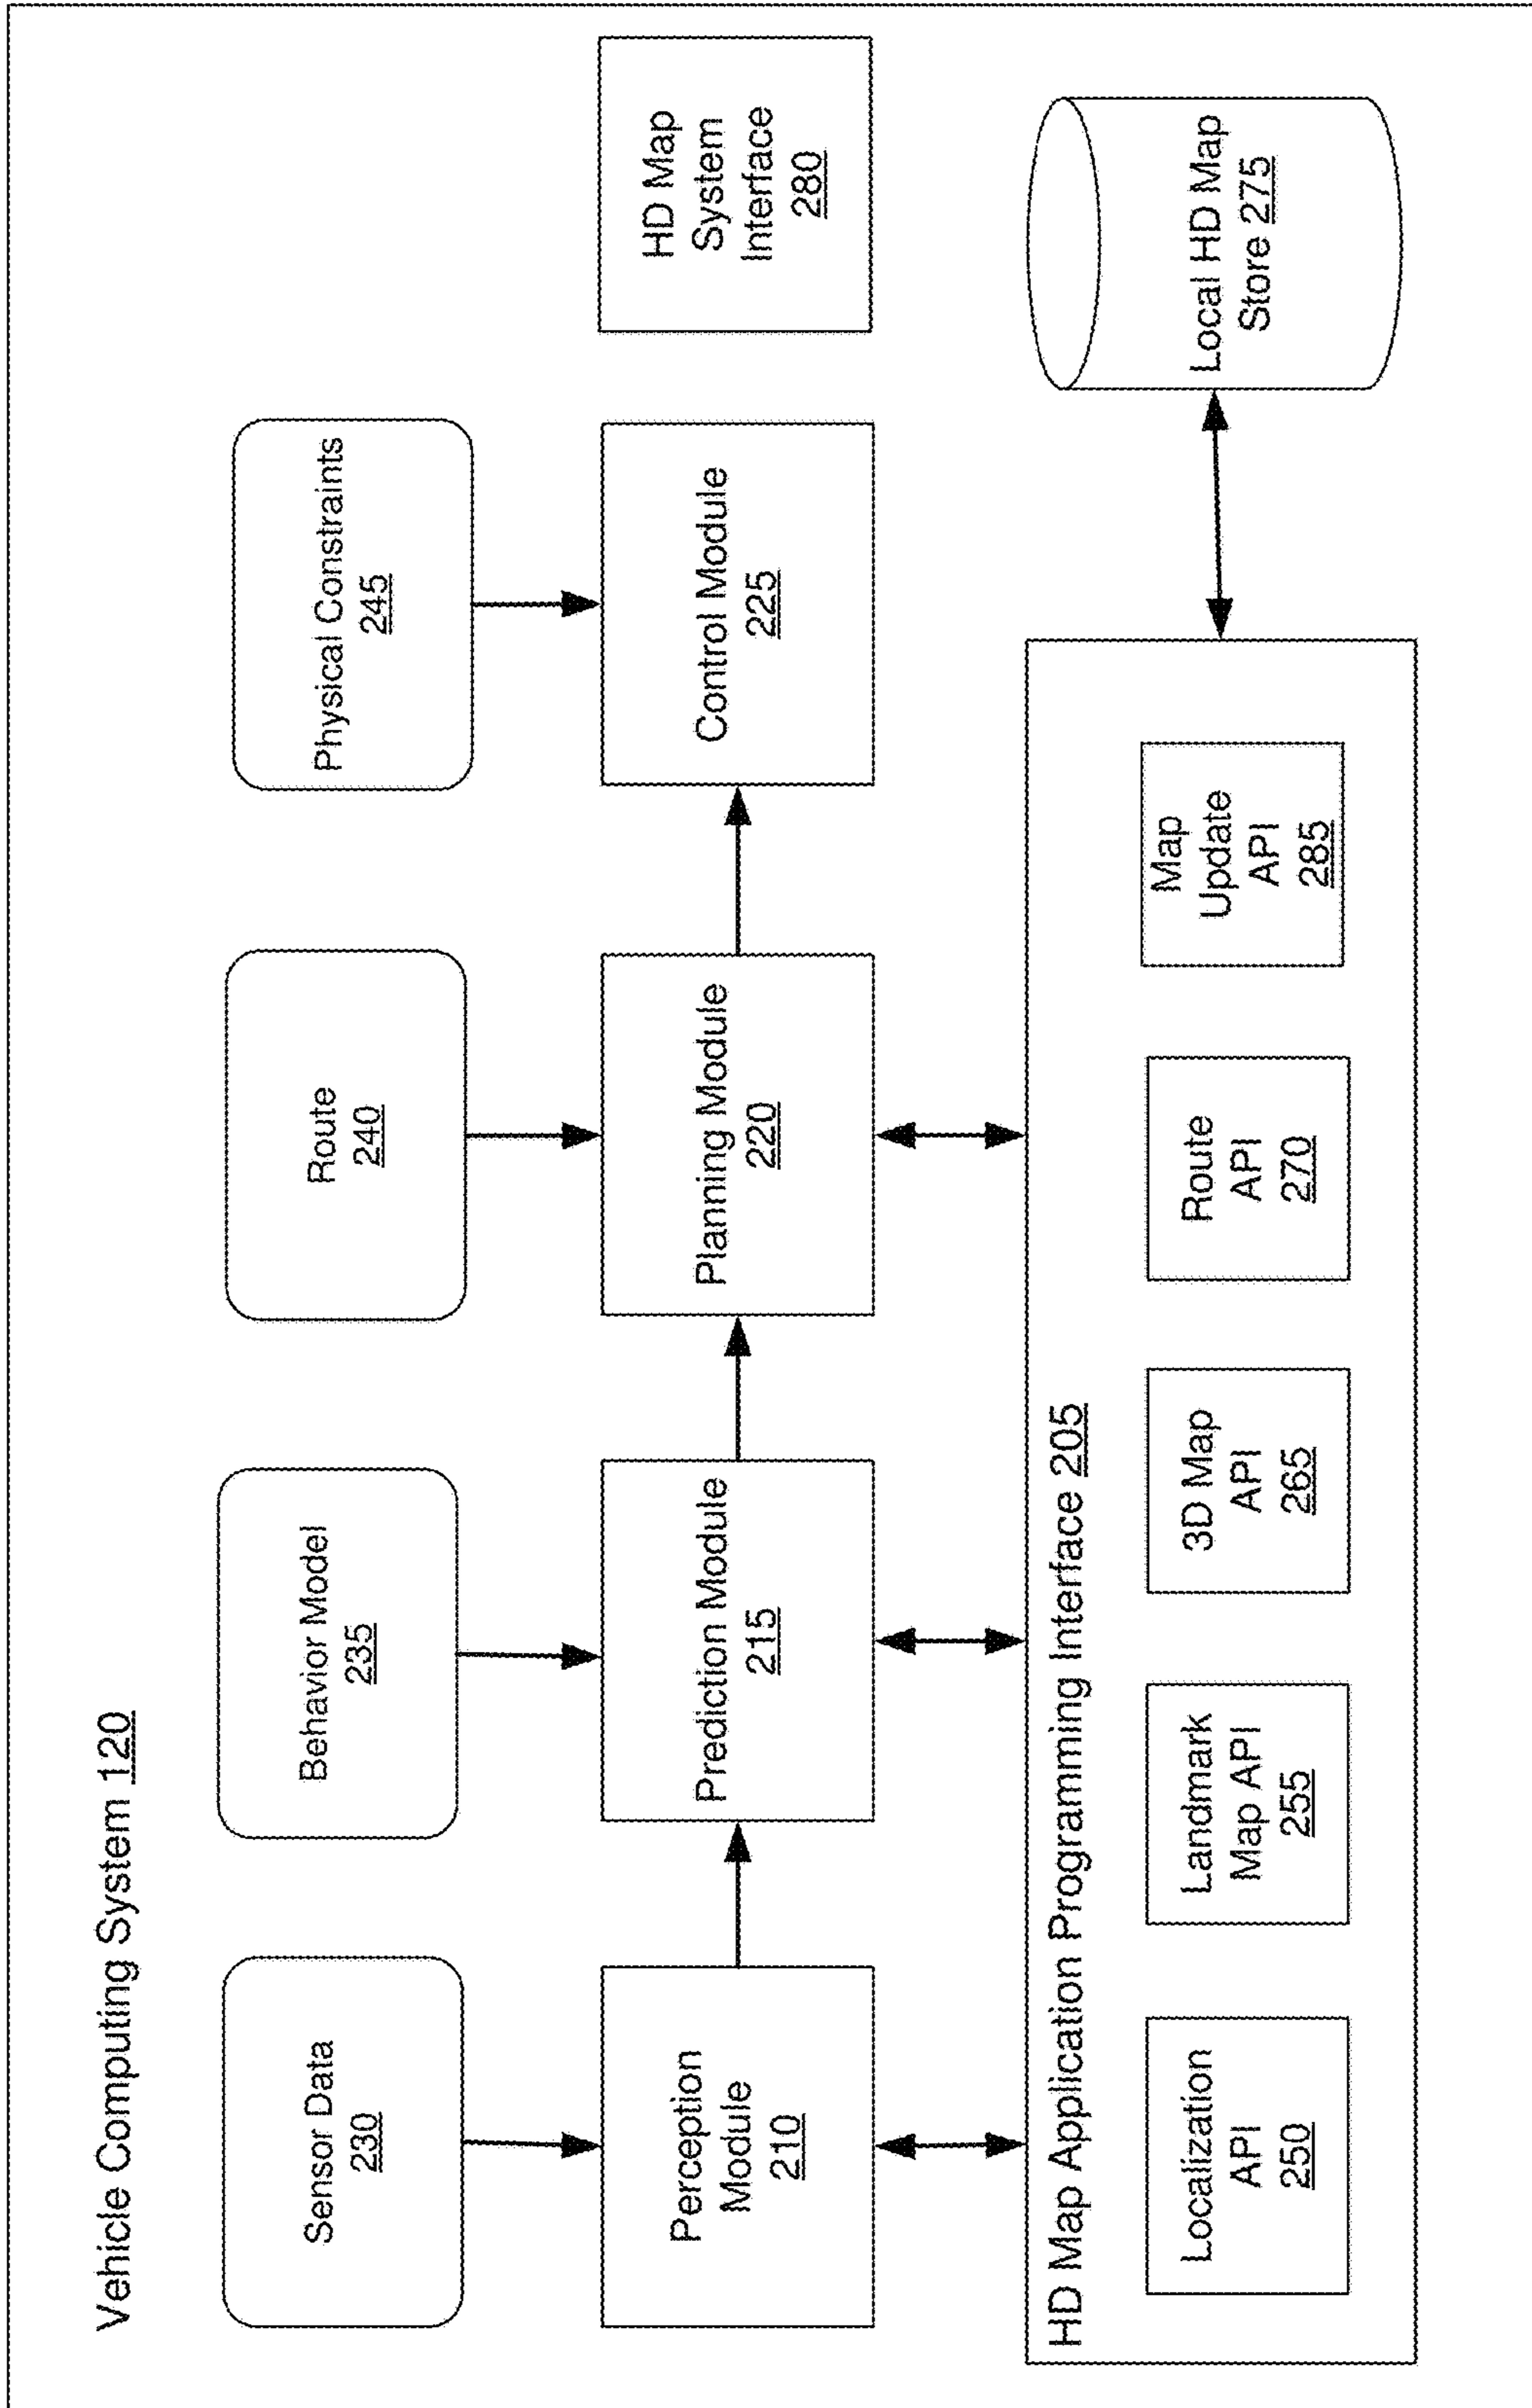 Vehicle Computing System 120
Sensor Data
230
Behavior Model
235
Route
240
Physical Constraints
245
Perception
Module
210
Prediction Module
215
Planning Module
220
Control Module
225
HD Map
System
Interface
280
HD Map Application Programming Interface 205
Localization
API
250
Landmark
Map API
255
3D Map
API
265
Route
API
270
Map
Update
API
285
Local HD Map
Store 275